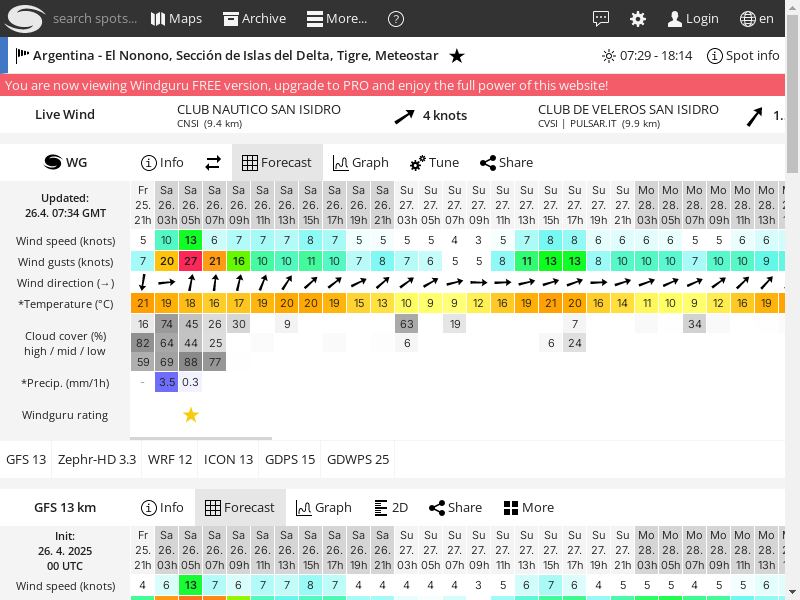 search spots... Maps Archive More... ? Login en
Argentina - El Nonono, Sección de Islas del Delta, Tigre, Meteostar ★ 07:29 - 18:14 Spot info
You are now viewing Windguru FREE version, upgrade to PRO and enjoy the full power of this website!
Live Wind CLUB NAUTICO SAN ISIDRO 4 knots CLUB DE VELEROS SAN ISIDRO 1..
CNSI (9.4 km) CVSI | PULSAR.IT (9.9 km)
WG Info Forecast Graph Tune Share
Updated:
26.4. 07:34 GMT
Fr Sa Sa Sa Sa Sa Sa Sa Sa Sa Sa Su Su Su Su Su Su Su Su Su Su Mo Mo Mo Mo Mo Mo
25. 26. 26. 26. 26. 26. 26. 26. 26. 26. 26. 27. 27. 27. 27. 27. 27. 27. 27. 27. 27. 28. 28. 28. 28. 28. 28.
21h 03h 05h 07h 09h 11h 13h 15h 17h 19h 21h 03h 05h 07h 09h 11h 13h 15h 17h 19h 21h 03h 05h 07h 09h 11h 13h
Wind speed (knots) 5 10 13 6 7 7 7 8 7 5 5 5 5 4 3 5 7 8 8 6 6 6 6 5 5 6 6
Wind gusts (knots) 7 20 27 21 16 10 10 11 10 7 8 7 6 5 5 8 11 13 13 8 10 10 10 7 10 10 9
Wind direction (→)
*Temperature (°C) 21 19 18 16 17 19 20 20 19 15 13 10 9 9 12 16 19 21 20 16 14 11 10 9 12 16 19
Cloud cover (%)
high / mid / low
16 74 45 26 30 9 63 19 7 34
82 64 44 25 6 6 24
59 69 88 77
*Precip. (mm/1h) - 3.5 0.3
Windguru rating ★
GFS 13 Zephr-HD 3.3 WRF 12 ICON 13 GDPS 15 GDWPS 25
GFS 13 km Info Forecast Graph 2D Share More
Init:
26. 4. 2025
00 UTC
Fr Sa Sa Sa Sa Sa Sa Sa Sa Sa Sa Su Su Su Su Su Su Su Su Su Su Mo Mo Mo Mo Mo Mo
25. 26. 26. 26. 26. 26. 26. 26. 26. 26. 26. 27. 27. 27. 27. 27. 27. 27. 27. 27. 27. 28. 28. 28. 28. 28. 28.
21h 03h 05h 07h 09h 11h 13h 15h 17h 19h 21h 03h 05h 07h 09h 11h 13h 15h 17h 19h 21h 03h 05h 07h 09h 11h 13h
Wind speed (knots) 4 6 13 7 6 7 7 8 7 4 4 4 4 4 3 5 6 7 6 4 5 5 5 4 5 5 6